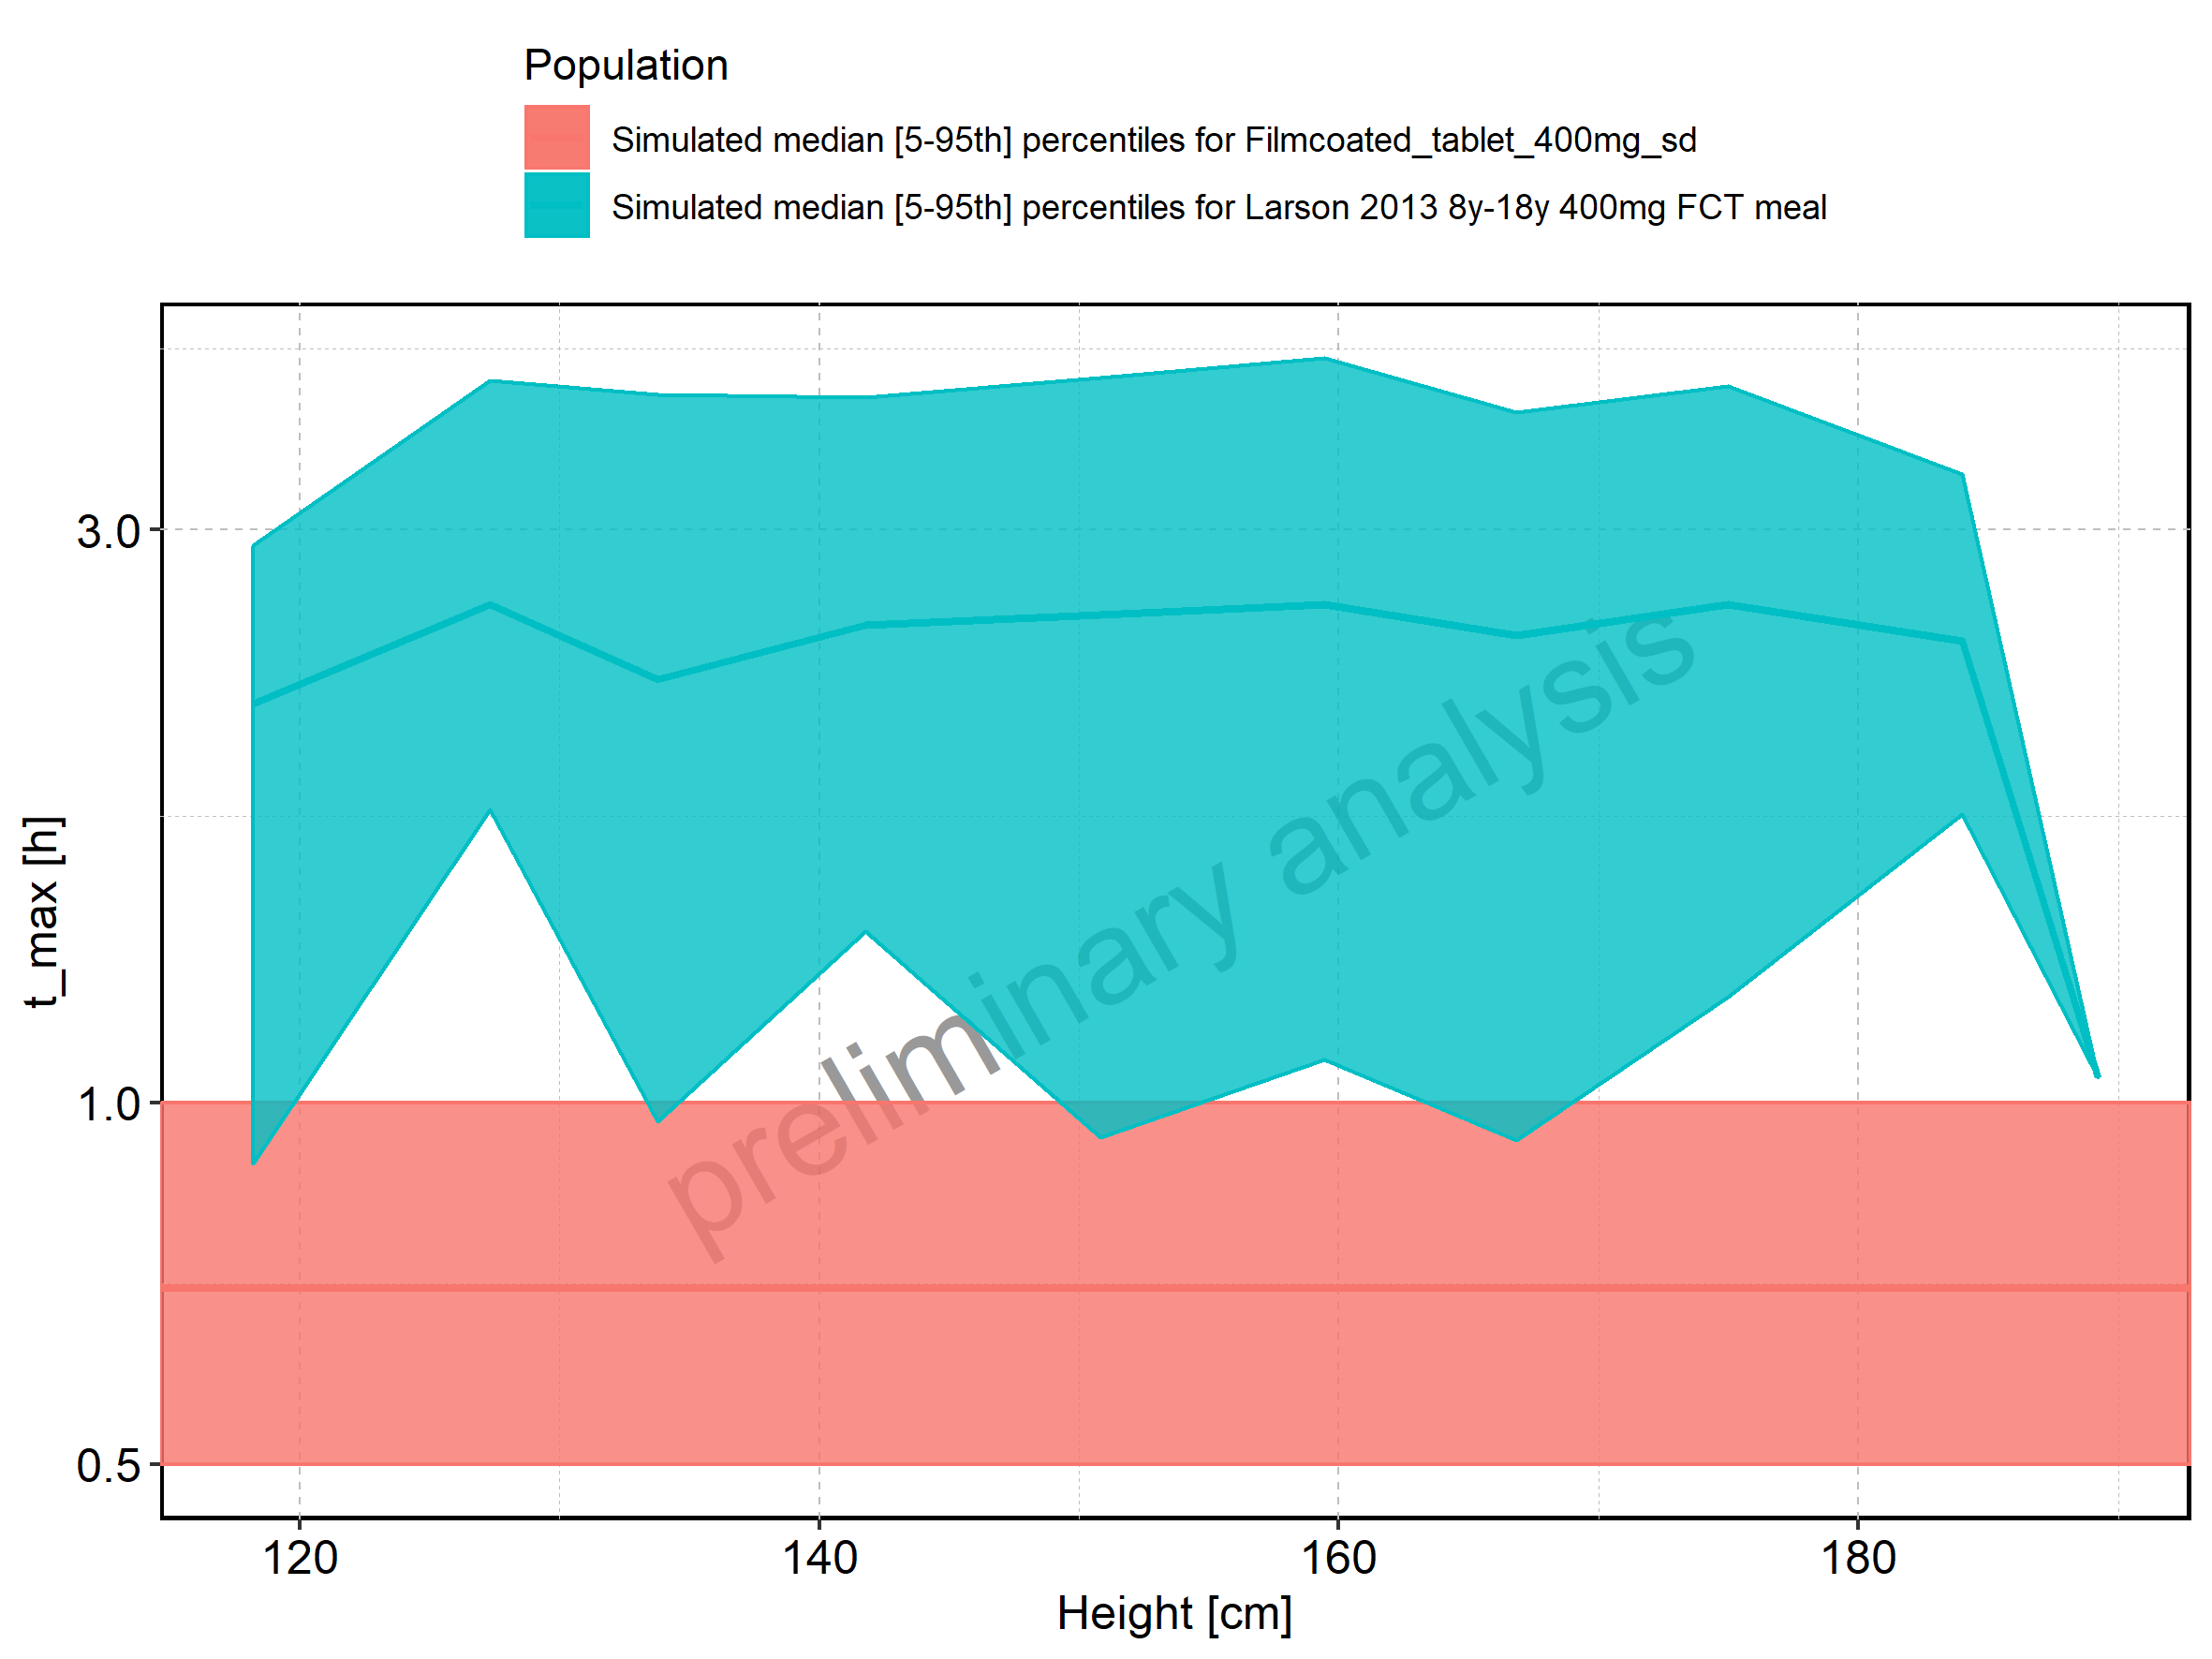 Population
Simulated median [5-95th] percentiles for Filmcoated_tablet_400mg_sd
Simulated median [5-95th] percentiles for Larson 2013 8y-18y 400mg FCT meal
t_max [h]
3.0
1.0
0.5
preliminary analysis
120 140 160 180
Height [cm]